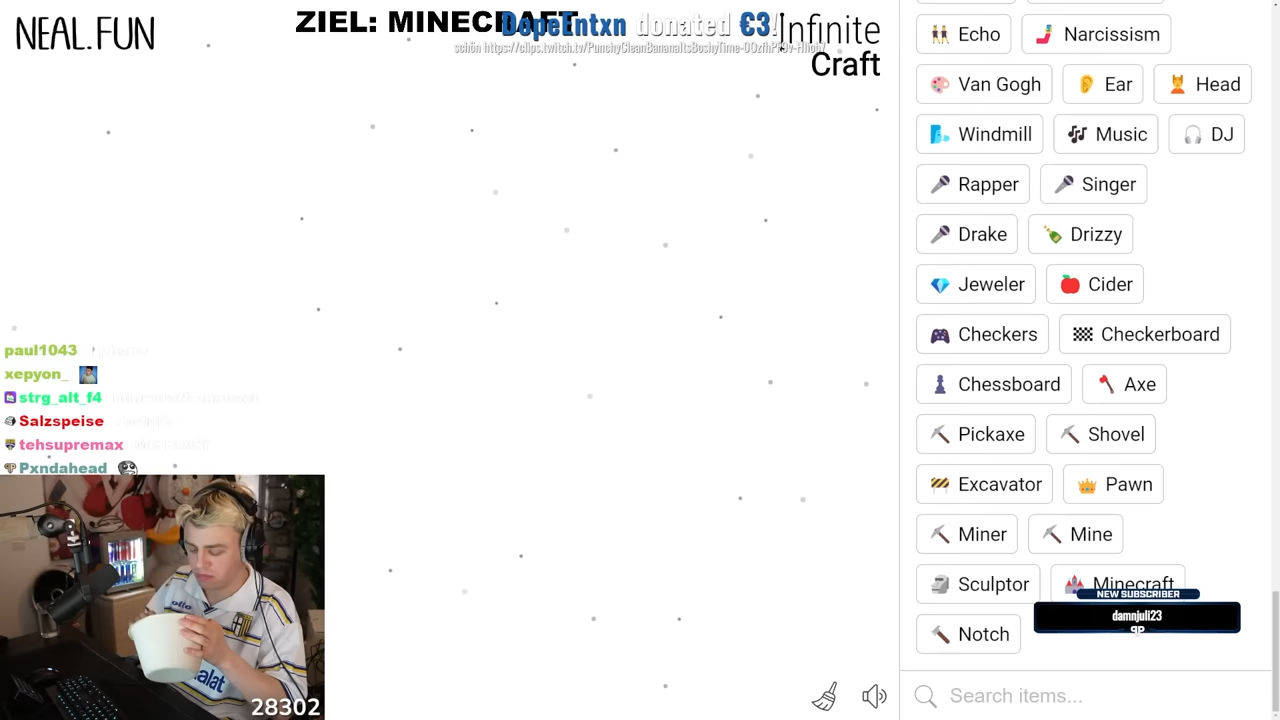 NEAL.FUN
ZIEL: MINECRAFT
DopeEntxn donated €3!
Infinite
Craft
paul1043
xepyon_
strg_alt_f4
Salzspeise
tehsupremax
Pxndahead
28302
Echo
Narcissism
Van Gogh
Ear
Head
Windmill
Music
DJ
Rapper
Singer
Drake
Drizzy
Jeweler
Cider
Checkers
Checkerboard
Chessboard
Axe
Pickaxe
Shovel
Excavator
Pawn
Miner
Mine
Sculptor
Minecraft
NEW SUBSCRIBER
damnjuli23
Notch
Search items...